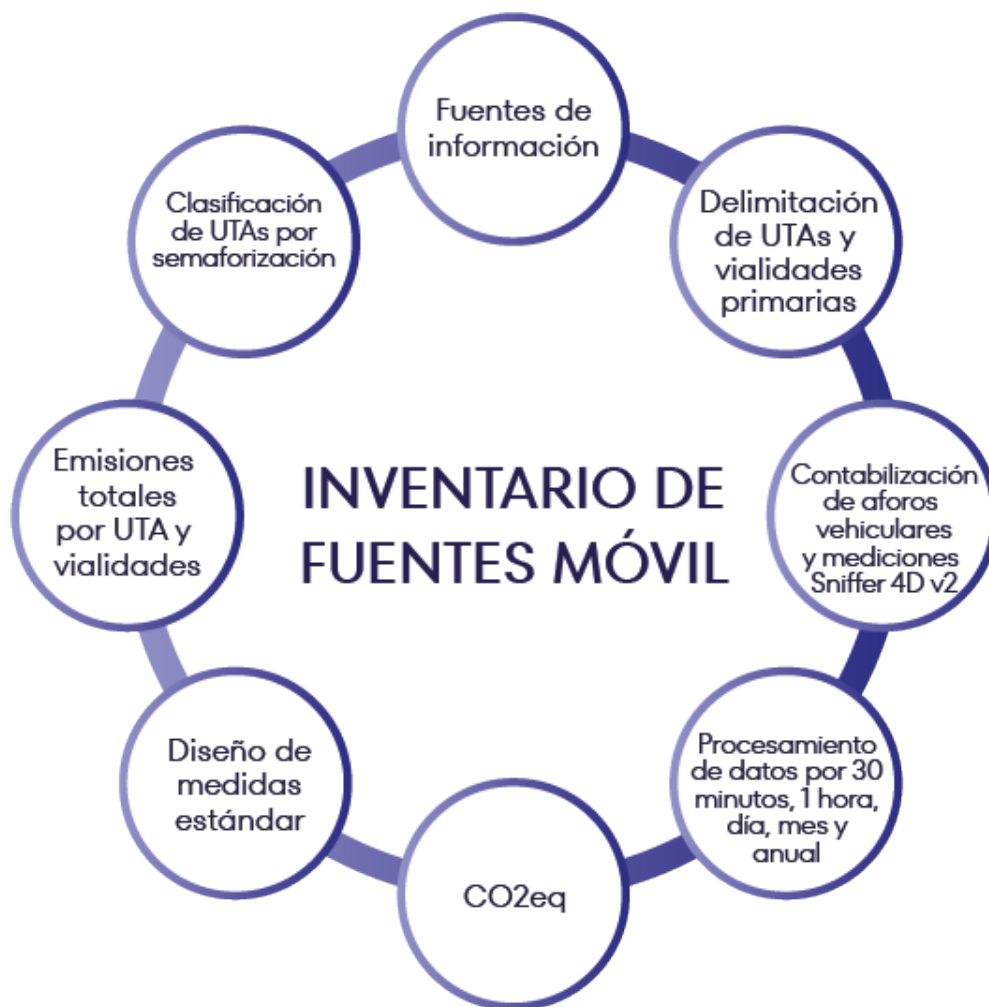 Fuentes de
información
Delimitación
de UTAs y
vialidades
primarias
Contabilización
de aforos
vehiculares
y mediciones
Sniffer 4D v2
Procesamiento
de datos por 30
minutos, 1 hora,
día, mes y
anual
CO2eq
Diseño de
medidas
estándar
Emisiones
totales
por UTA y
vialidades
Clasificación
de UTAs por
semaforización
INVENTARIO DE
FUENTES MÓVIL